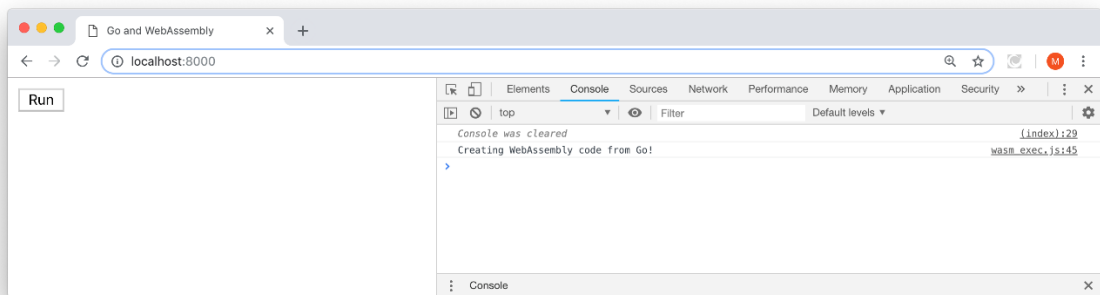 Go and WebAssembly
localhost:8000
M
Run
Elements Console Sources Network Performance Memory Application Security »
top Filter Default levels
Console was cleared (index):29
Creating WebAssembly code from Go! wasm_exec.js:45
Console